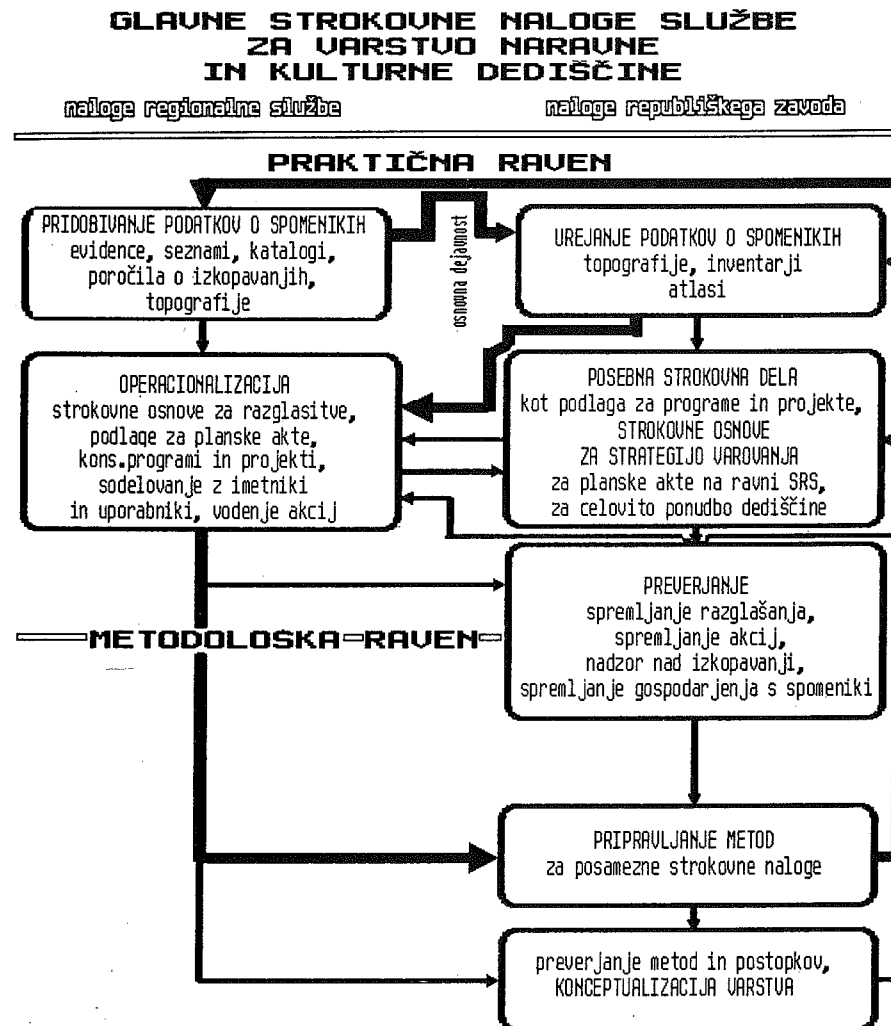 GLAVNE STROKOVNE NALOGE SLUŽBE
ZA VARSTVO NARAVNE
IN KULTURNE DEDIŠČINE
naloge regionalne službe
naloge republiškega zavoda
PRAKTIČNA RAVEN
PRIDOBIVANJE PODATKOV O SPOMENIKIH
evidence, seznami, katalogi,
poročila o izkopavanjih,
topografije
osnovna dejavnost
UREJANJE PODATKOV O SPOMENIKIH
topografije, inventarji
atlasi
OPERACIONALIZACIJA
strokovne osnove za razglasitve,
podlage za planske akte,
kons.programi in projekti,
sodelovanje z imetniki
in uporabniki, vodenje akcij
POSEBNA STROKOVNA DELA
kot podlaga za programe in projekte,
STROKOVNE OSNOVE
ZA STRATEGIJO VAROVANJA
za planske akte na ravni SRS,
za celovito ponudbo dediščine
PREVERJANJE
spremljanje razglašanja,
spremljanje akcij,
nadzor nad izkopavanji,
spremljanje gospodarjenja s spomeniki
METODOLOŠKA RAVEN
PRIPRAVLJANJE METOD
za posamezne strokovne naloge
preverjanje metod in postopkov,
KONCEPTUALIZACIJA VARSTVA